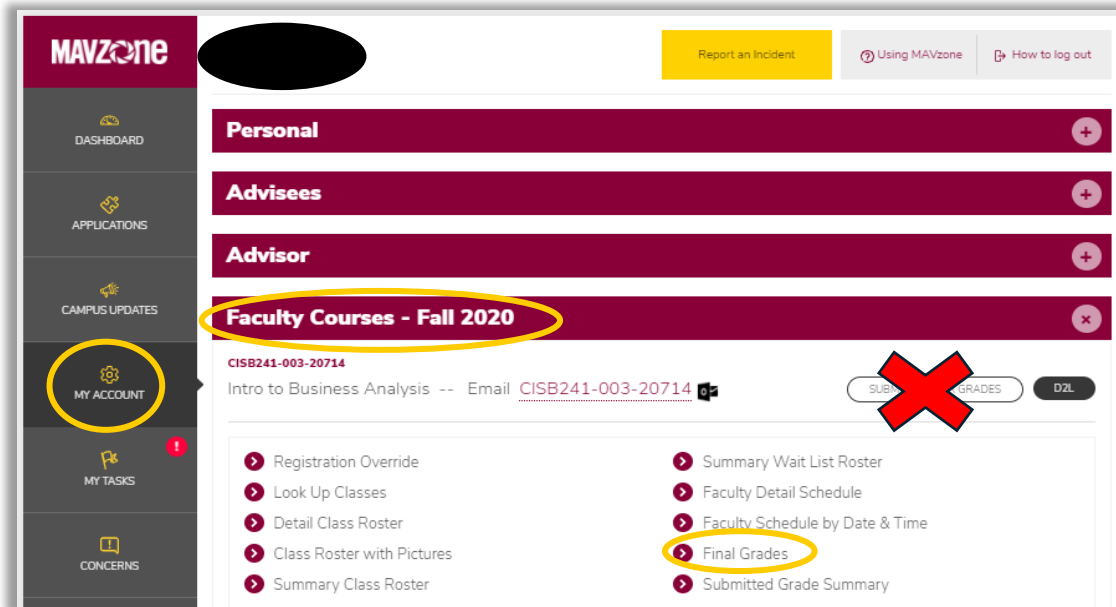 MAVZONE
Report an Incident
Using MAVzone
How to log out
DASHBOARD
APPLICATIONS
CAMPUS UPDATES
MY ACCOUNT
MY TASKS
CONCERNS
Personal
Advisees
Advisor
Faculty Courses - Fall 2020
CISB241-003-20714
Intro to Business Analysis -- Email CISB241-003-20714
GRADES
D2L
Registration Override
Look Up Classes
Detail Class Roster
Class Roster with Pictures
Summary Class Roster
Summary Wait List Roster
Faculty Detail Schedule
Faculty Schedule by Date & Time
Final Grades
Submitted Grade Summary